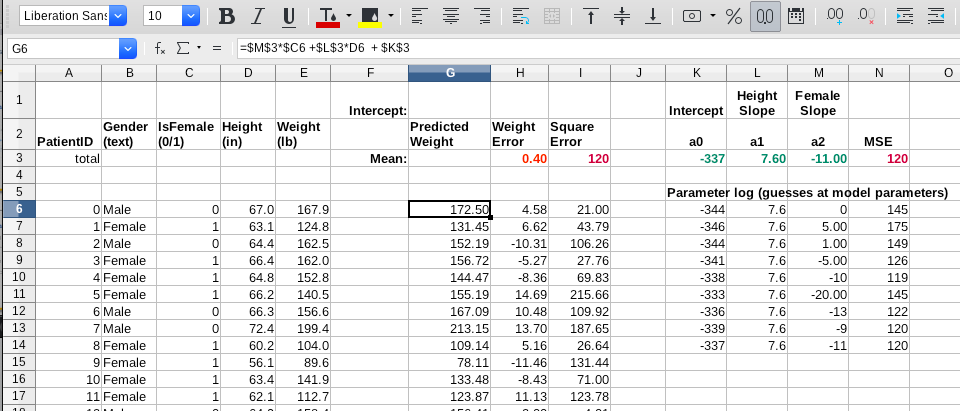 Liberation Sans 10 B I U T % 0,0 00 .00
G6 fx Σ = =$M$3*$C6 +$L$3*D6 + $K$3
A B C D E F G H I J K L M N O
1 Intercept: Intercept Height Slope Female Slope
2 PatientID Gender (text) IsFemale (0/1) Height (in) Weight (lb) Predicted Weight Weight Error Square Error a0 a1 a2 MSE
3 total Mean: 0.40 120 -337 7.60 -11.00 120
4
5 Parameter log (guesses at model parameters)
6 0 Male 0 67.0 167.9 172.50 4.58 21.00 -344 7.6 0 145
7 1 Female 1 63.1 124.8 131.45 6.62 43.79 -346 7.6 5.00 175
8 2 Male 0 64.4 162.5 152.19 -10.31 106.26 -344 7.6 1.00 149
9 3 Female 1 66.4 162.0 156.72 -5.27 27.76 -341 7.6 -5.00 126
10 4 Female 1 64.8 152.8 144.47 -8.36 69.83 -338 7.6 -10 119
11 5 Female 1 66.2 140.5 155.19 14.69 215.66 -333 7.6 -20.00 145
12 6 Male 0 66.3 156.6 167.09 10.48 109.92 -336 7.6 -13 122
13 7 Male 0 72.4 199.4 213.15 13.70 187.65 -339 7.6 -9 120
14 8 Female 1 60.2 104.0 109.14 5.16 26.64 -337 7.6 -11 120
15 9 Female 1 56.1 89.6 78.11 -11.46 131.44
16 10 Female 1 63.4 141.9 133.48 -8.43 71.00
17 11 Female 1 62.1 112.7 123.87 11.13 123.78